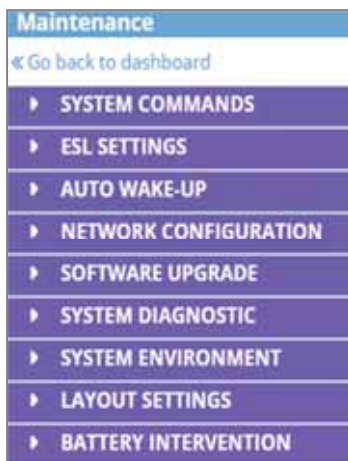 Maintenance
« Go back to dashboard
SYSTEM COMMANDS
ESL SETTINGS
AUTO WAKE-UP
NETWORK CONFIGURATION
SOFTWARE UPGRADE
SYSTEM DIAGNOSTIC
SYSTEM ENVIRONMENT
LAYOUT SETTINGS
BATTERY INTERVENTION